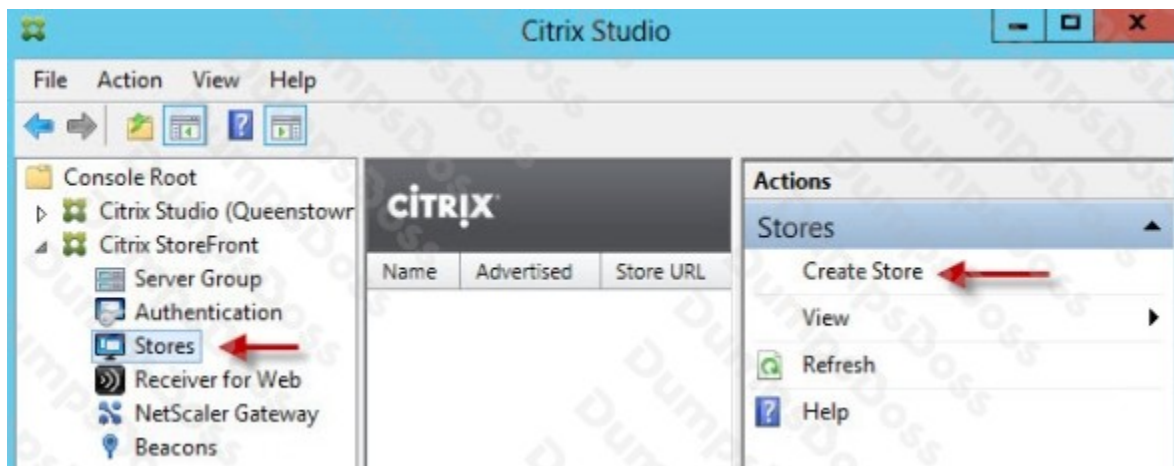 Citrix Studio
File Action View Help
Console Root
Citrix Studio (Queenstowr
Citrix StoreFront
Server Group
Authentication
Stores
Receiver for Web
NetScaler Gateway
Beacons
CITRIX
Name Advertised Store URL
Actions
Stores
Create Store
View
Refresh
Help
DumpsDoss